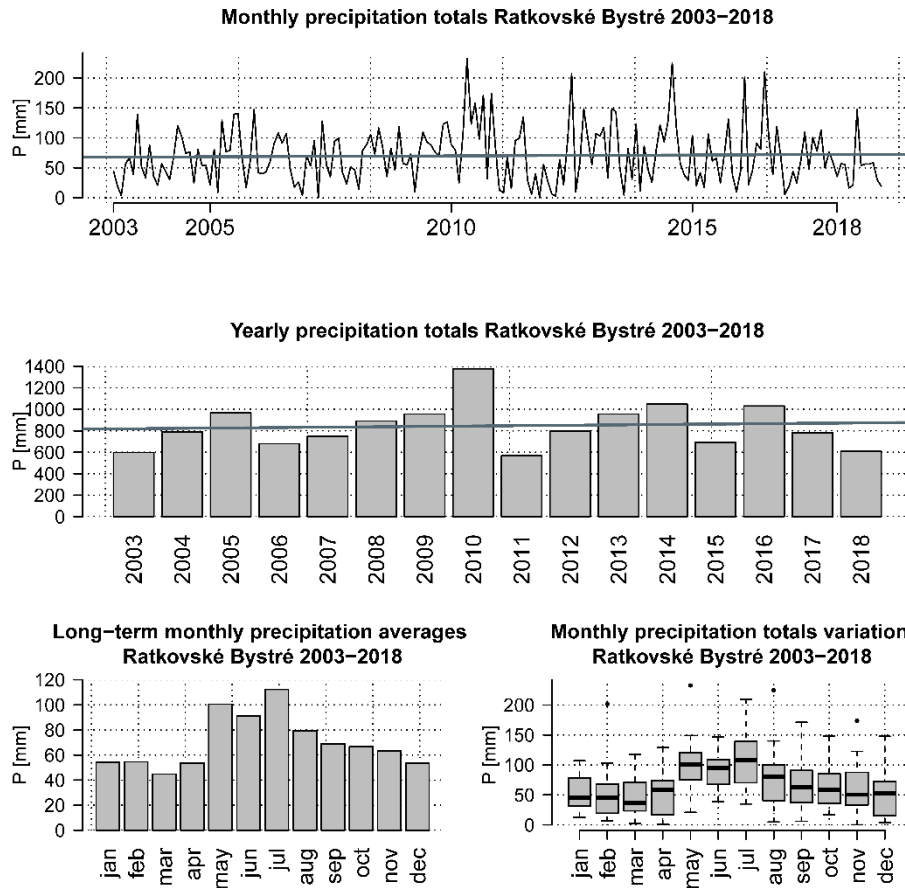 Monthly precipitation totals Ratkovské Bystré 2003−2018
P [mm]
200
150
100
50
0
2003 2005 2010 2015 2018
Yearly precipitation totals Ratkovské Bystré 2003−2018
P [mm]
1400
1200
1000
800
600
400
200
0
2003 2004 2005 2006 2007 2008 2009 2010 2011 2012 2013 2014 2015 2016 2017 2018
Long−term monthly precipitation averages
Ratkovské Bystré 2003−2018
P [mm]
120
100
80
60
40
20
0
jan feb mar apr may jun jul aug sep oct nov dec
Monthly precipitation totals variation
Ratkovské Bystré 2003−2018
P [mm]
200
150
100
50
0
jan feb mar apr may jun jul aug sep oct nov dec